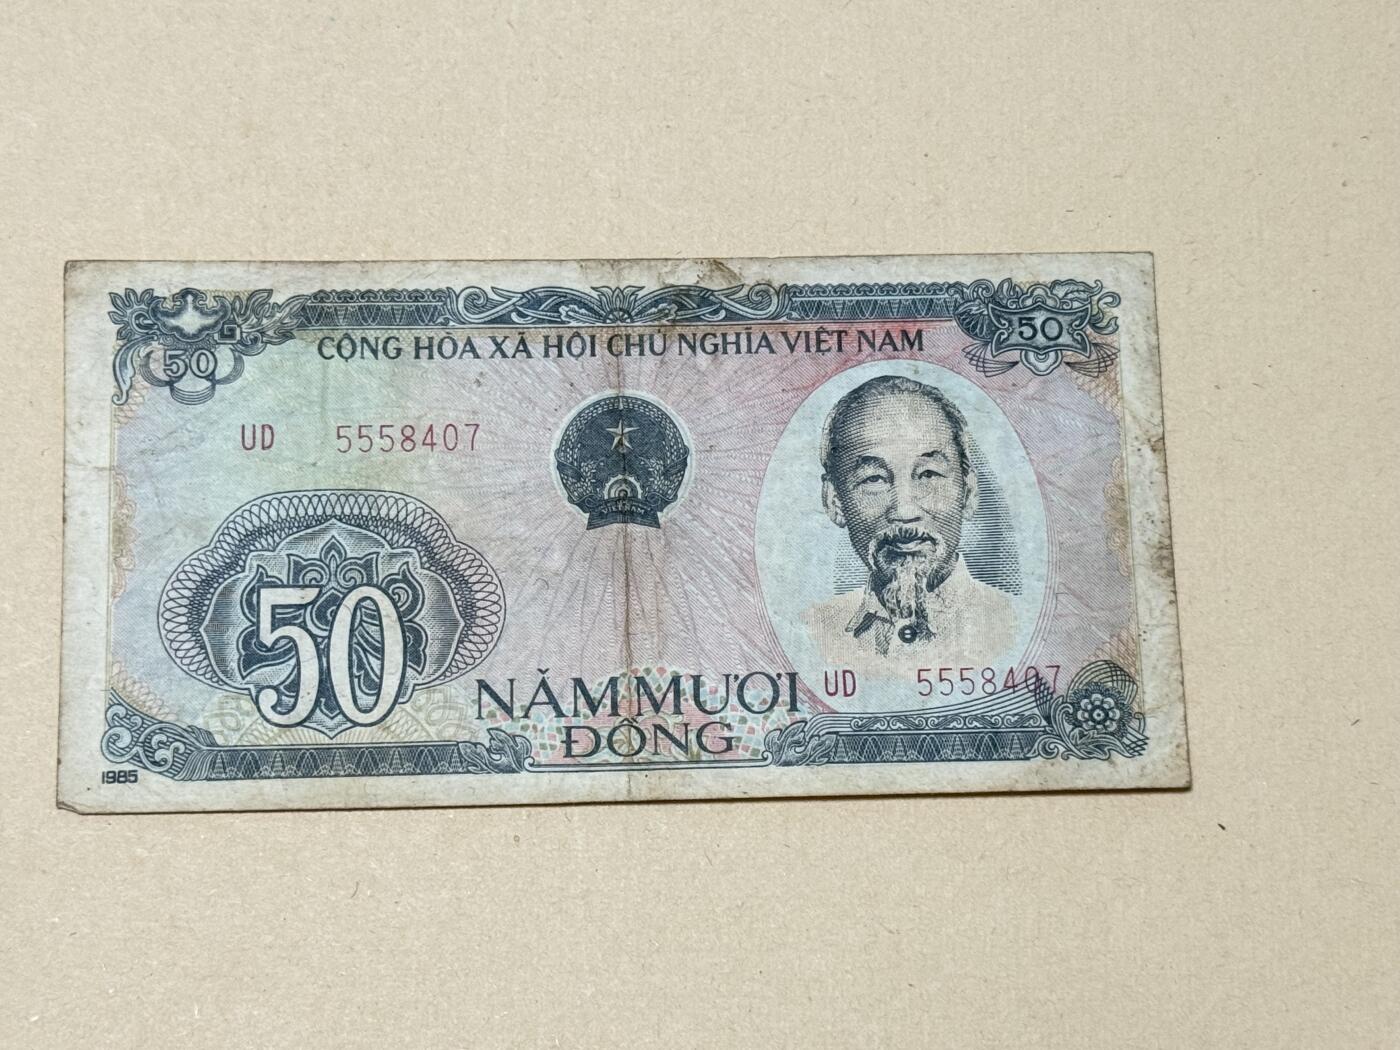 CỘNG HÒA XÃ HỘI CHỦ NGHĨA VIỆT NAM
50
50
UD 5558407
VIỆT NAM
50
UD 5558407
NĂM MƯƠI
ĐỒNG
1985